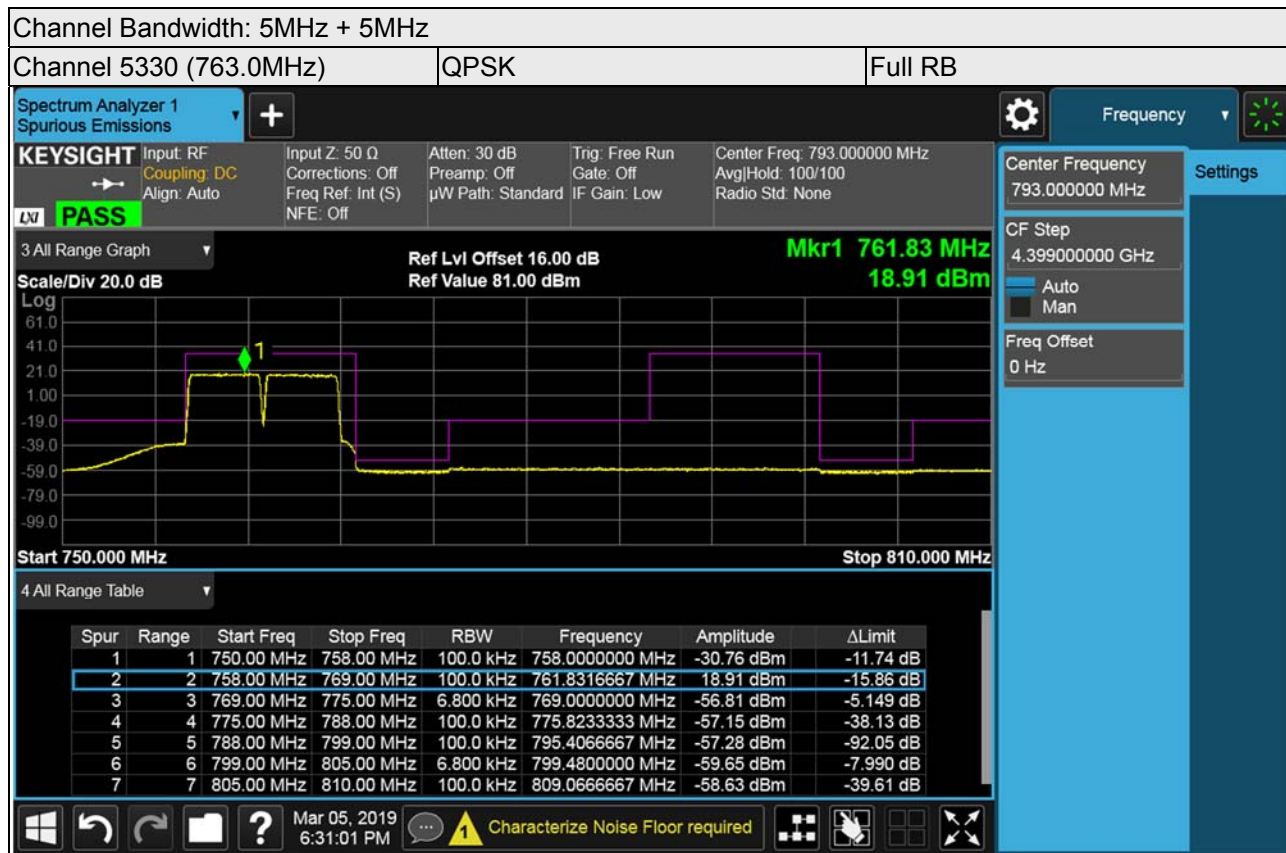 Channel Bandwidth: 5MHz + 5MHz
Channel 5330 (763.0MHz) QPSK Full RB
Spectrum Analyzer 1
Spurious Emissions
+
Frequency
KEYSIGHT
LXI PASS
Input: RF
Coupling: DC
Align: Auto
Input Z: 50 Ω
Corrections: Off
Freq Ref: Int (S)
NFE: Off
Atten: 30 dB
Preamp: Off
µW Path: Standard
Trig: Free Run
Gate: Off
IF Gain: Low
Center Freq: 793.000000 MHz
Avg|Hold: 100/100
Radio Std: None
Center Frequency
793.000000 MHz
Settings
CF Step
4.399000000 GHz
Auto
Man
Freq Offset
0 Hz
3 All Range Graph
Scale/Div 20.0 dB
Ref Lvl Offset 16.00 dB
Ref Value 81.00 dBm
Mkr1 761.83 MHz
18.91 dBm
Log
61.0
41.0
21.0
1.00
-19.0
-39.0
-59.0
-79.0
-99.0
1
Start 750.000 MHz
Stop 810.000 MHz
4 All Range Table
Spur Range Start Freq Stop Freq RBW Frequency Amplitude ΔLimit
1 1 750.00 MHz 758.00 MHz 100.0 kHz 758.0000000 MHz -30.76 dBm -11.74 dB
2 2 758.00 MHz 769.00 MHz 100.0 kHz 761.8316667 MHz 18.91 dBm -15.86 dB
3 3 769.00 MHz 775.00 MHz 6.800 kHz 769.0000000 MHz -56.81 dBm -5.149 dB
4 4 775.00 MHz 788.00 MHz 100.0 kHz 775.8233333 MHz -57.15 dBm -38.13 dB
5 5 788.00 MHz 799.00 MHz 100.0 kHz 795.4066667 MHz -57.28 dBm -92.05 dB
6 6 799.00 MHz 805.00 MHz 6.800 kHz 799.4800000 MHz -59.65 dBm -7.990 dB
7 7 805.00 MHz 810.00 MHz 100.0 kHz 809.0666667 MHz -58.63 dBm -39.61 dB
?
Mar 05, 2019
6:31:01 PM
1
Characterize Noise Floor required